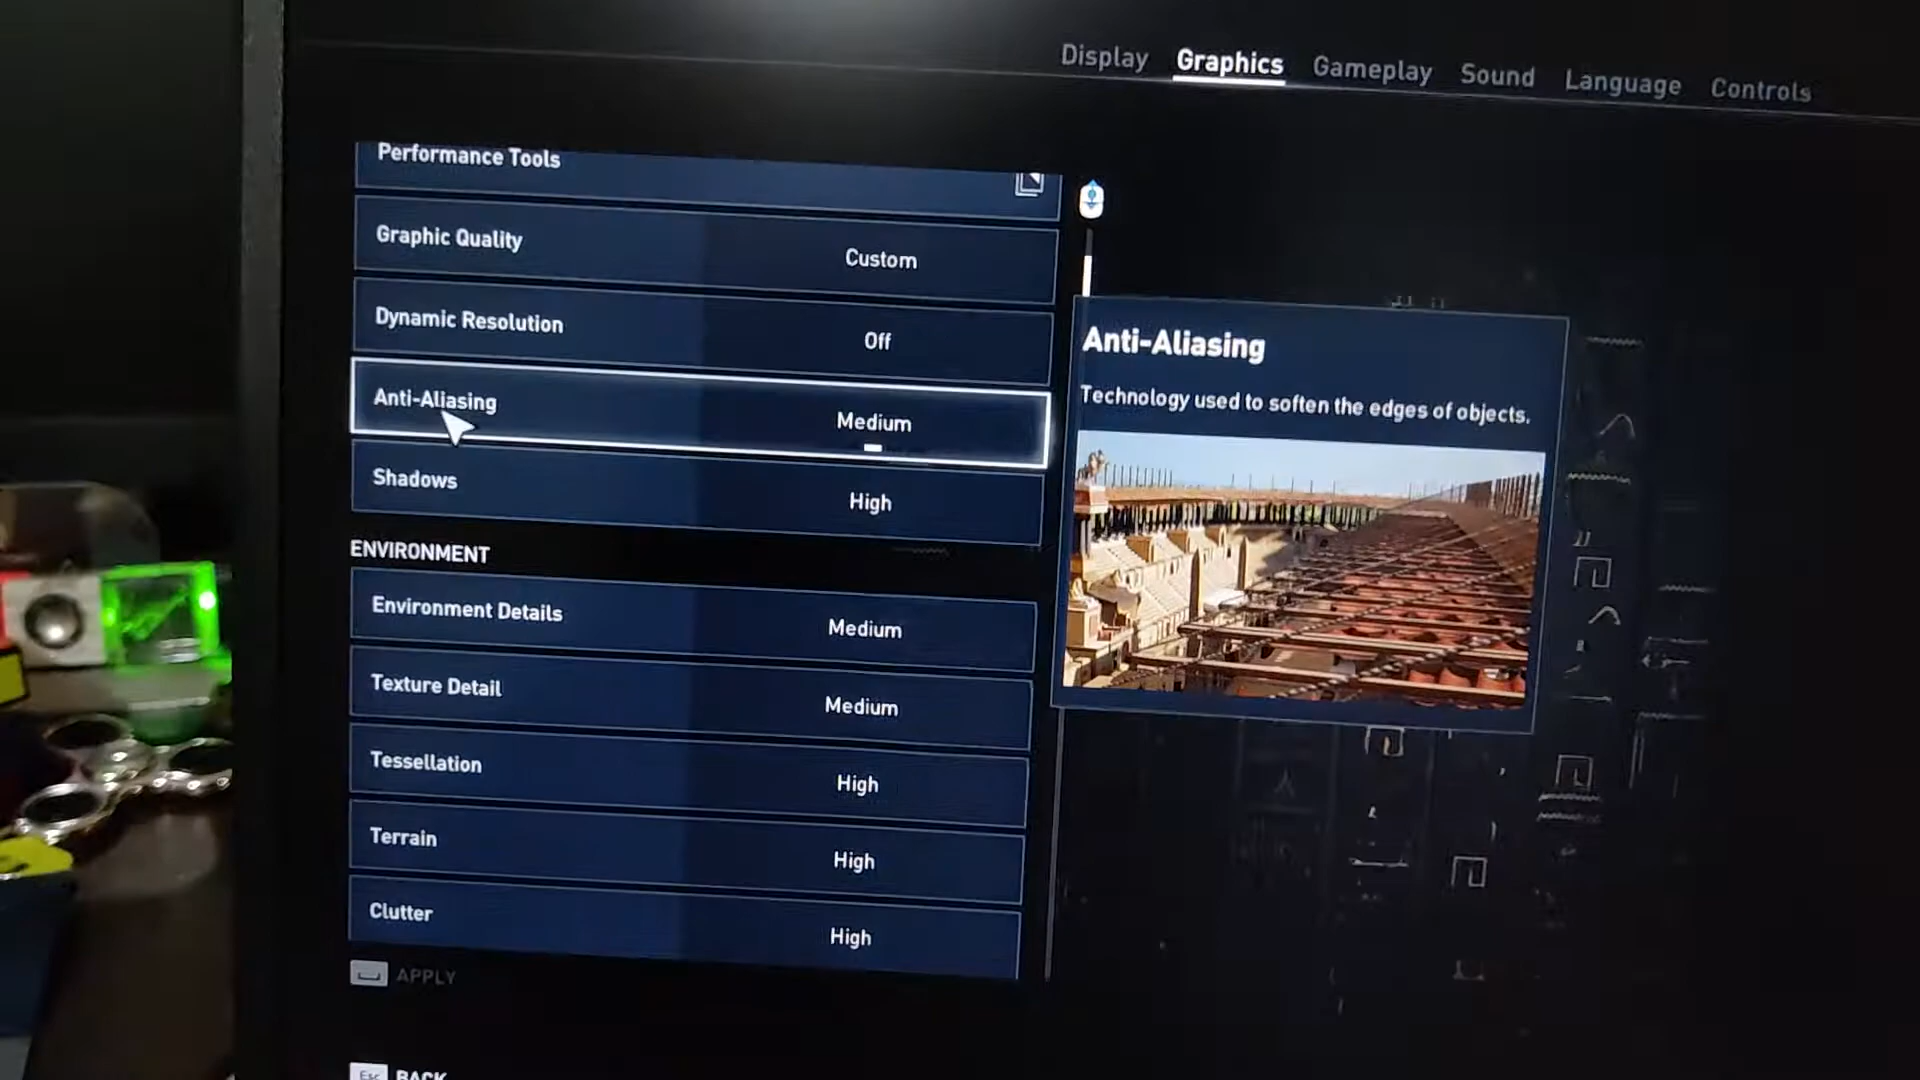 Display Graphics Gameplay Sound Language Controls
Performance Tools
Graphic Quality Custom
Dynamic Resolution Off
Anti-Aliasing Medium
Shadows High
ENVIRONMENT
Environment Details Medium
Texture Detail Medium
Tessellation High
Terrain High
Clutter High
APPLY
Esc BACK
Anti-Aliasing
Technology used to soften the edges of objects.